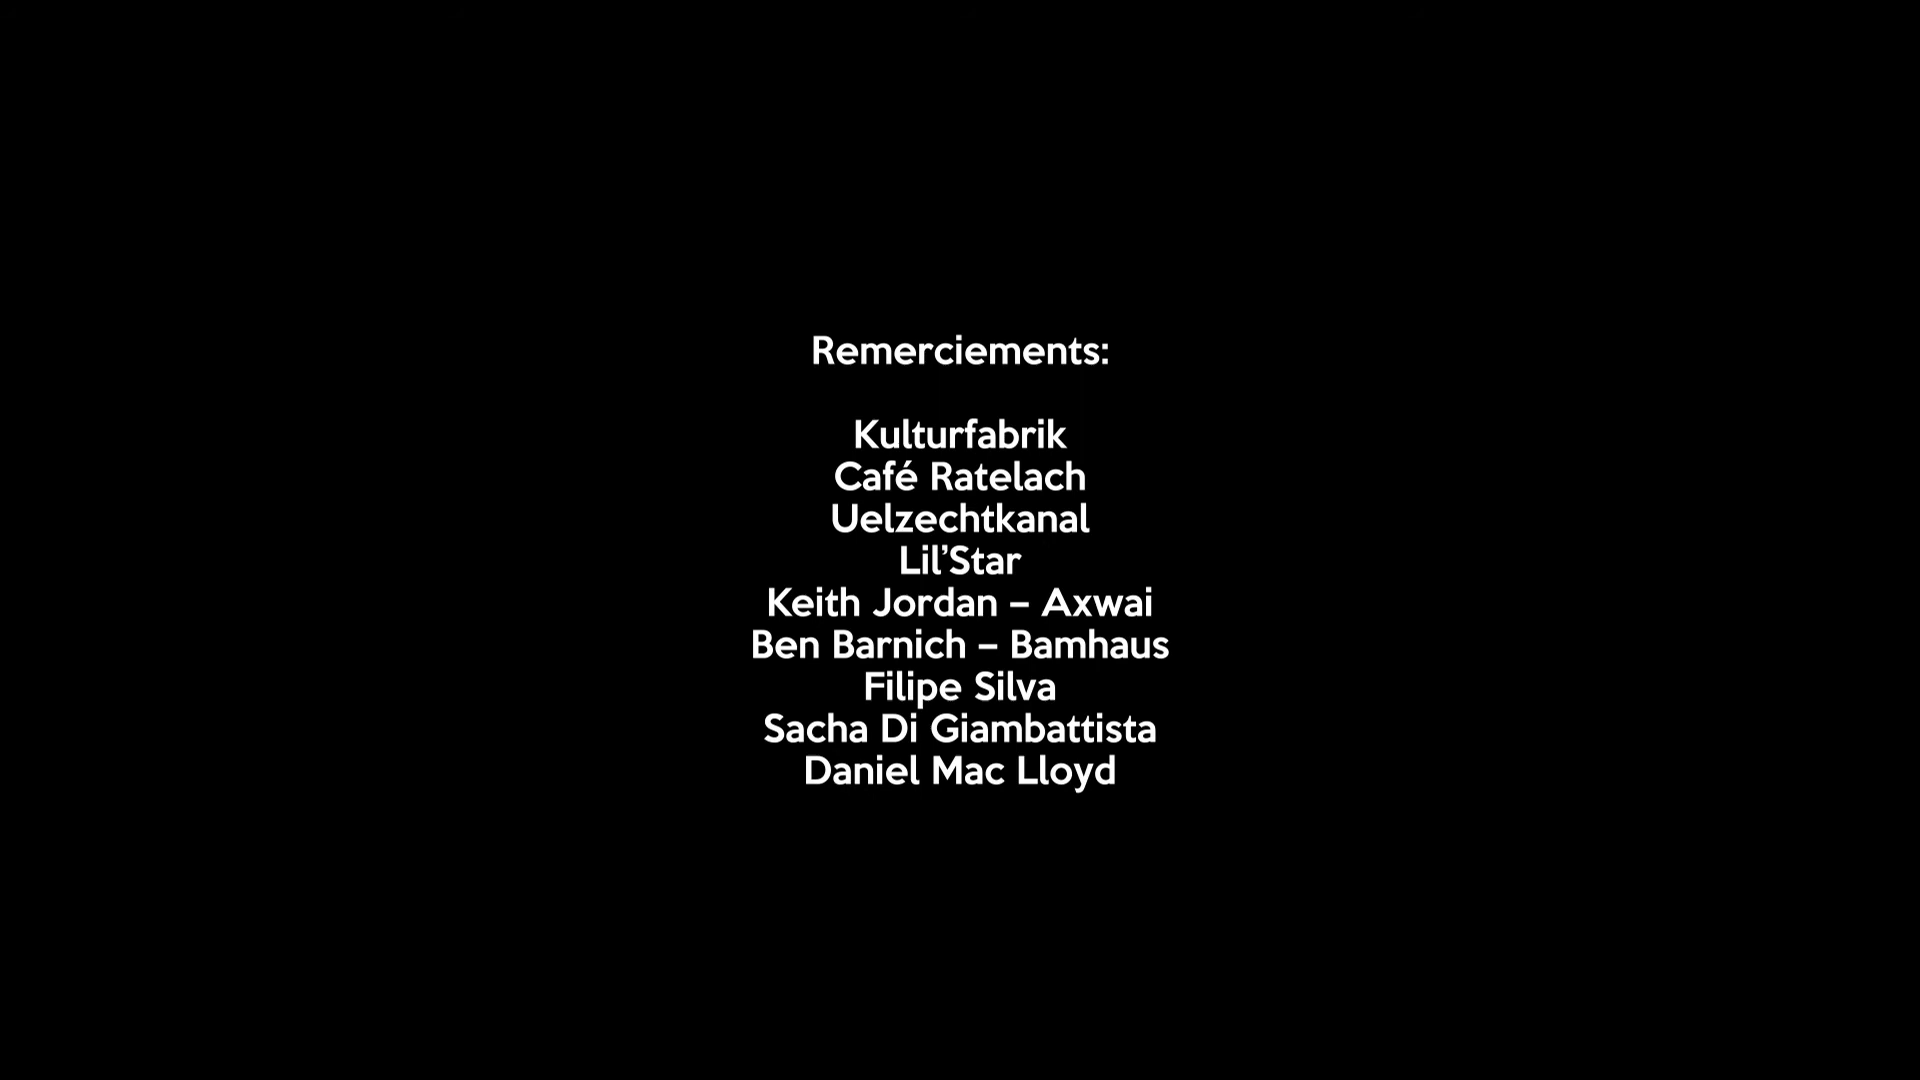 Remerciements:
Kulturfabrik
Café Ratelach
Uelzechtkanal
Lil’Star
Keith Jordan – Axwai
Ben Barnich – Bamhaus
Filipe Silva
Sacha Di Giambattista
Daniel Mac Lloyd